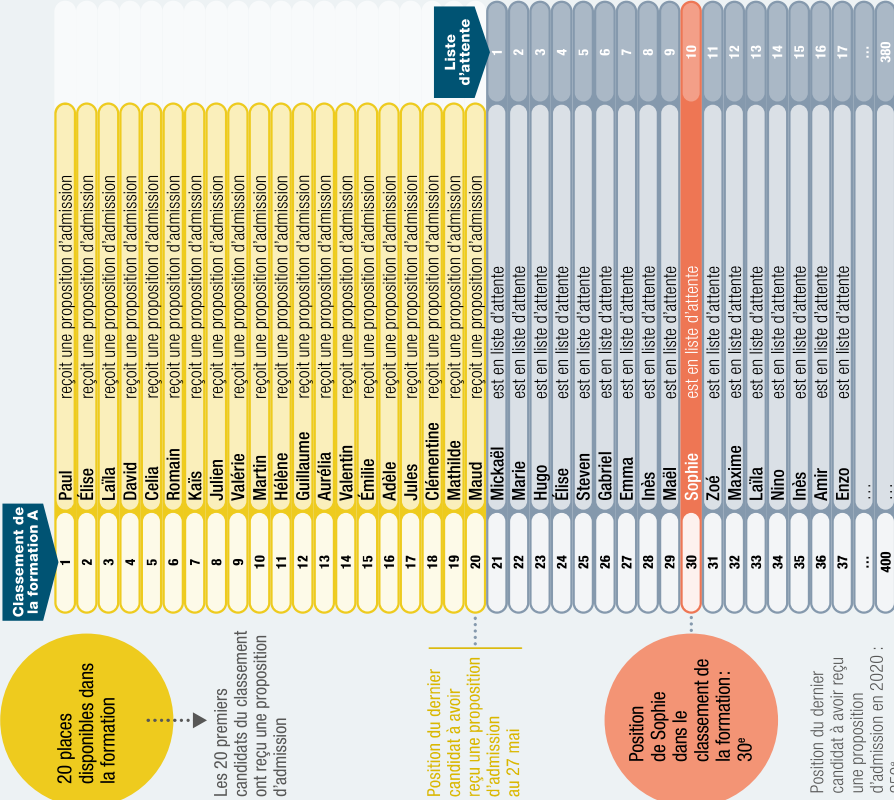 Classement de
la formation A
Liste
d'attente
1 Paul reçoit une proposition d'admission
2 Élise reçoit une proposition d'admission
3 Laïla reçoit une proposition d'admission
4 David reçoit une proposition d'admission
5 Celia reçoit une proposition d'admission
6 Romain reçoit une proposition d'admission
7 Kaïs reçoit une proposition d'admission
8 Julien reçoit une proposition d'admission
9 Valérie reçoit une proposition d'admission
10 Martin reçoit une proposition d'admission
11 Hélène reçoit une proposition d'admission
12 Guillaume reçoit une proposition d'admission
13 Aurélia reçoit une proposition d'admission
14 Valentin reçoit une proposition d'admission
15 Émilie reçoit une proposition d'admission
16 Adèle reçoit une proposition d'admission
17 Jules reçoit une proposition d'admission
18 Clémentine reçoit une proposition d'admission
19 Mathilde reçoit une proposition d'admission
20 Maud reçoit une proposition d'admission
21 Mickaël est en liste d'attente 1
22 Marie est en liste d'attente 2
23 Hugo est en liste d'attente 3
24 Élise est en liste d'attente 4
25 Steven est en liste d'attente 5
26 Gabriel est en liste d'attente 6
27 Emma est en liste d'attente 7
28 Inès est en liste d'attente 8
29 Maël est en liste d'attente 9
30 Sophie est en liste d'attente 10
31 Zoé est en liste d'attente 11
32 Maxime est en liste d'attente 12
33 Laïla est en liste d'attente 13
34 Nino est en liste d'attente 14
35 Inès est en liste d'attente 15
36 Amir est en liste d'attente 16
37 Enzo est en liste d'attente 17
... ... ...
400 ... 380
20 places
disponibles dans
la formation
Les 20 premiers
candidats du classement
ont reçu une proposition
d'admission
Position du dernier
candidat à avoir
reçu une proposition
d'admission
au 27 mai
Position
de Sophie
dans le
classement de
la formation:
30e
Position du dernier
candidat à avoir reçu
une proposition
d'admission en 2020 :